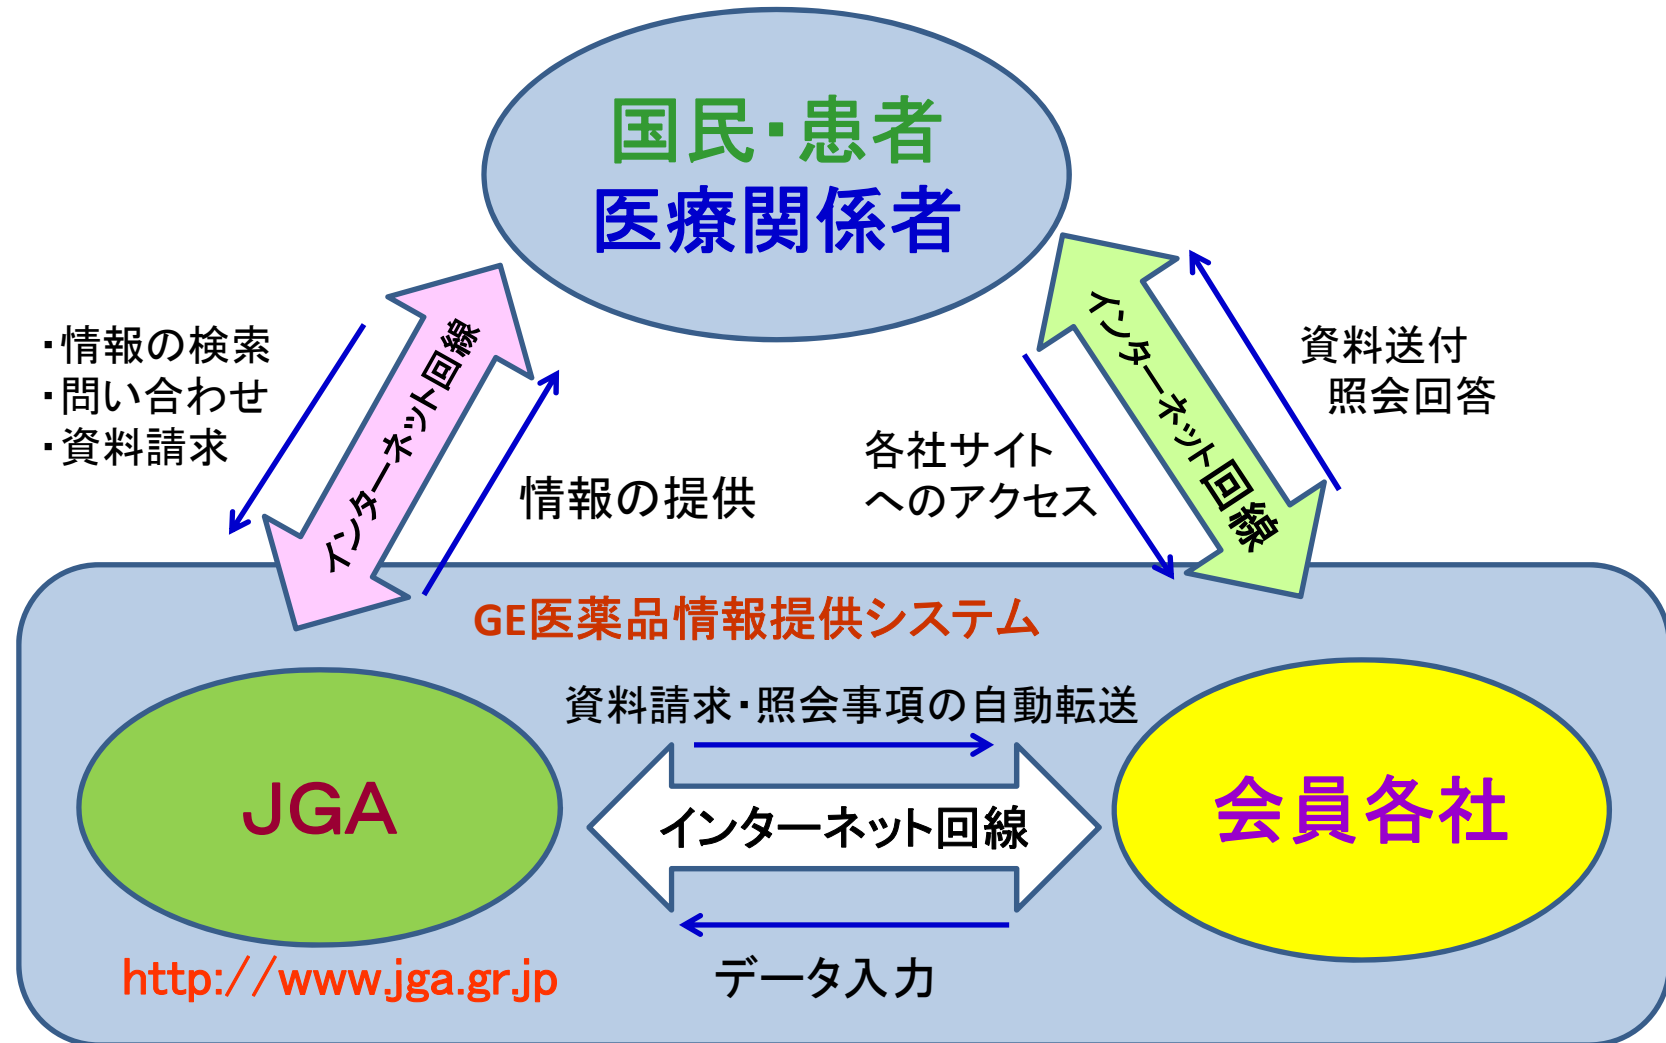 国民・患者
医療関係者
インターネット回線
インターネット回線
・情報の検索
・問い合わせ
・資料請求
資料送付
照会回答
情報の提供
各社サイト
へのアクセス
GE医薬品情報提供システム
資料請求・照会事項の自動転送
JGA
インターネット回線
会員各社
http://www.jga.gr.jp
データ入力